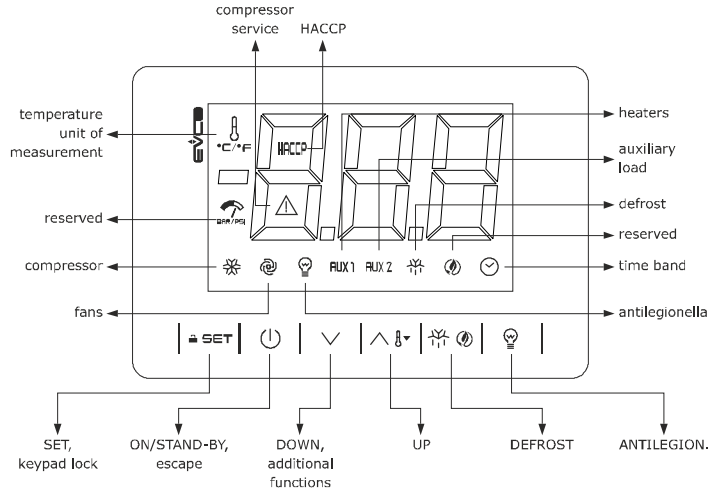 compressor
service
HACCP
temperature
unit of
measurement
EVCO
°C/°F
HACCP
heaters
auxiliary
load
defrost
reserved
BAR/PSI
reserved
compressor
AUX 1
AUX 2
time band
fans
antilegionella
SET
SET,
keypad lock
ON/STAND-BY,
escape
DOWN,
additional
functions
UP
DEFROST
ANTILEGION.